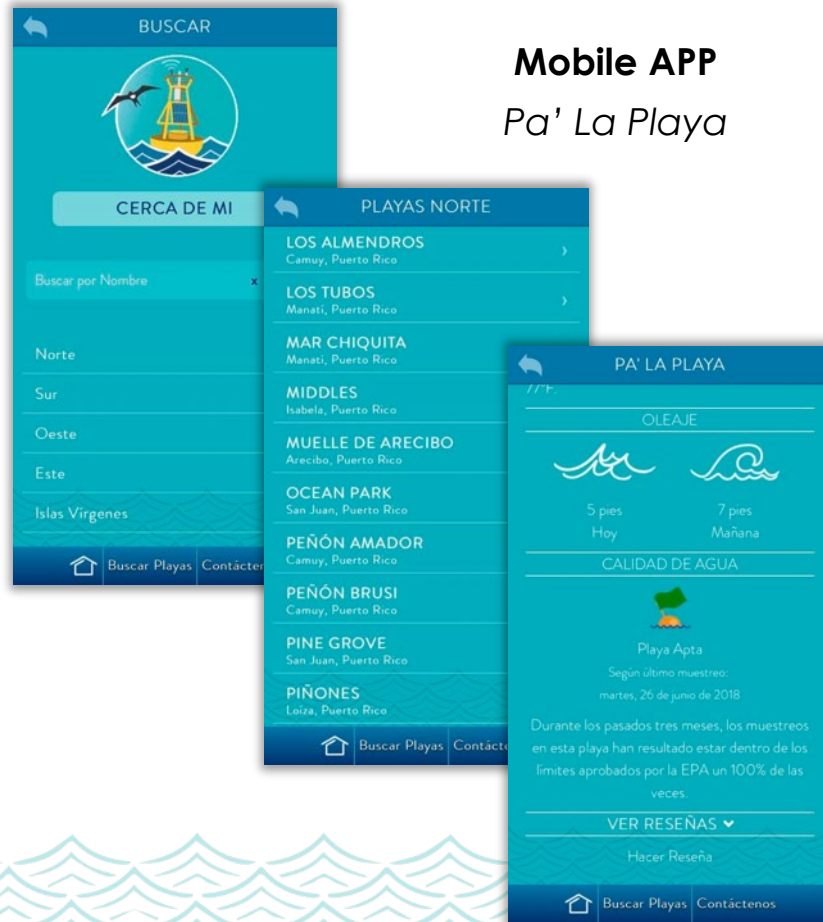 Mobile APP
Pa' La Playa
BUSCAR
CERCA DE MI
Buscar por Nombre x
Norte
Sur
Oeste
Este
Islas Vírgenes
Buscar Playas
PLAYAS NORTE
LOS ALMENDROS
Camuy, Puerto Rico
LOS TUBOS
Manatí, Puerto Rico
MAR CHIQUITA
Manatí, Puerto Rico
MIDDLES
Isabela, Puerto Rico
MUELLE DE ARECIBO
Arecibo, Puerto Rico
OCEAN PARK
San Juan, Puerto Rico
PEÑÓN AMADOR
Camuy, Puerto Rico
PEÑÓN BRUSI
Camuy, Puerto Rico
PINE GROVE
San Juan, Puerto Rico
PIÑONES
Loíza, Puerto Rico
Buscar Playas
PA' LA PLAYA
77°F.
OLEAJE
5 pies 7 pies
Hoy Mañana
CALIDAD DE AGUA
Playa Apta
Según último muestreo:
martes, 26 de junio de 2018
Durante los pasados tres meses, los muestreos
en esta playa han resultado estar dentro de los
límites aprobados por la EPA un 100% de las
veces.
VER RESEÑAS
Hacer Reseña
Buscar Playas Contáctenos